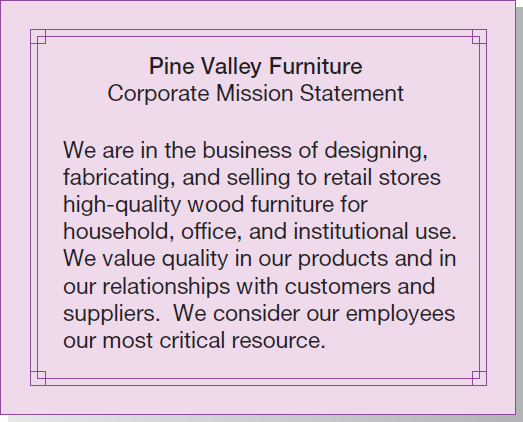 Pine Valley Furniture
Corporate Mission Statement
We are in the business of designing,
fabricating, and selling to retail stores
high-quality wood furniture for
household, office, and institutional use.
We value quality in our products and in
our relationships with customers and
suppliers.  We consider our employees
our most critical resource.